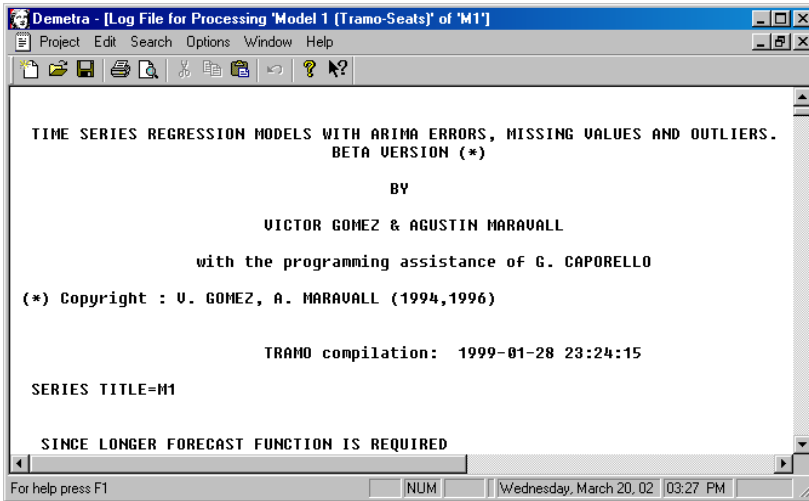 Demetra - [Log File for Processing 'Model 1 (Tramo-Seats)' of 'M1']
Project Edit Search Options Window Help
TIME SERIES REGRESSION MODELS WITH ARIMA ERRORS, MISSING VALUES AND OUTLIERS.
BETA VERSION (*)
BY
VICTOR GOMEZ & AGUSTIN MARAVALL
with the programming assistance of G. CAPORELLO
(*) Copyright : V. GOMEZ, A. MARAVALL (1994,1996)
TRAMO compilation: 1999-01-28 23:24:15
SERIES TITLE=M1
SINCE LONGER FORECAST FUNCTION IS REQUIRED
For help press F1 NUM Wednesday, March 20, 02 03:27 PM